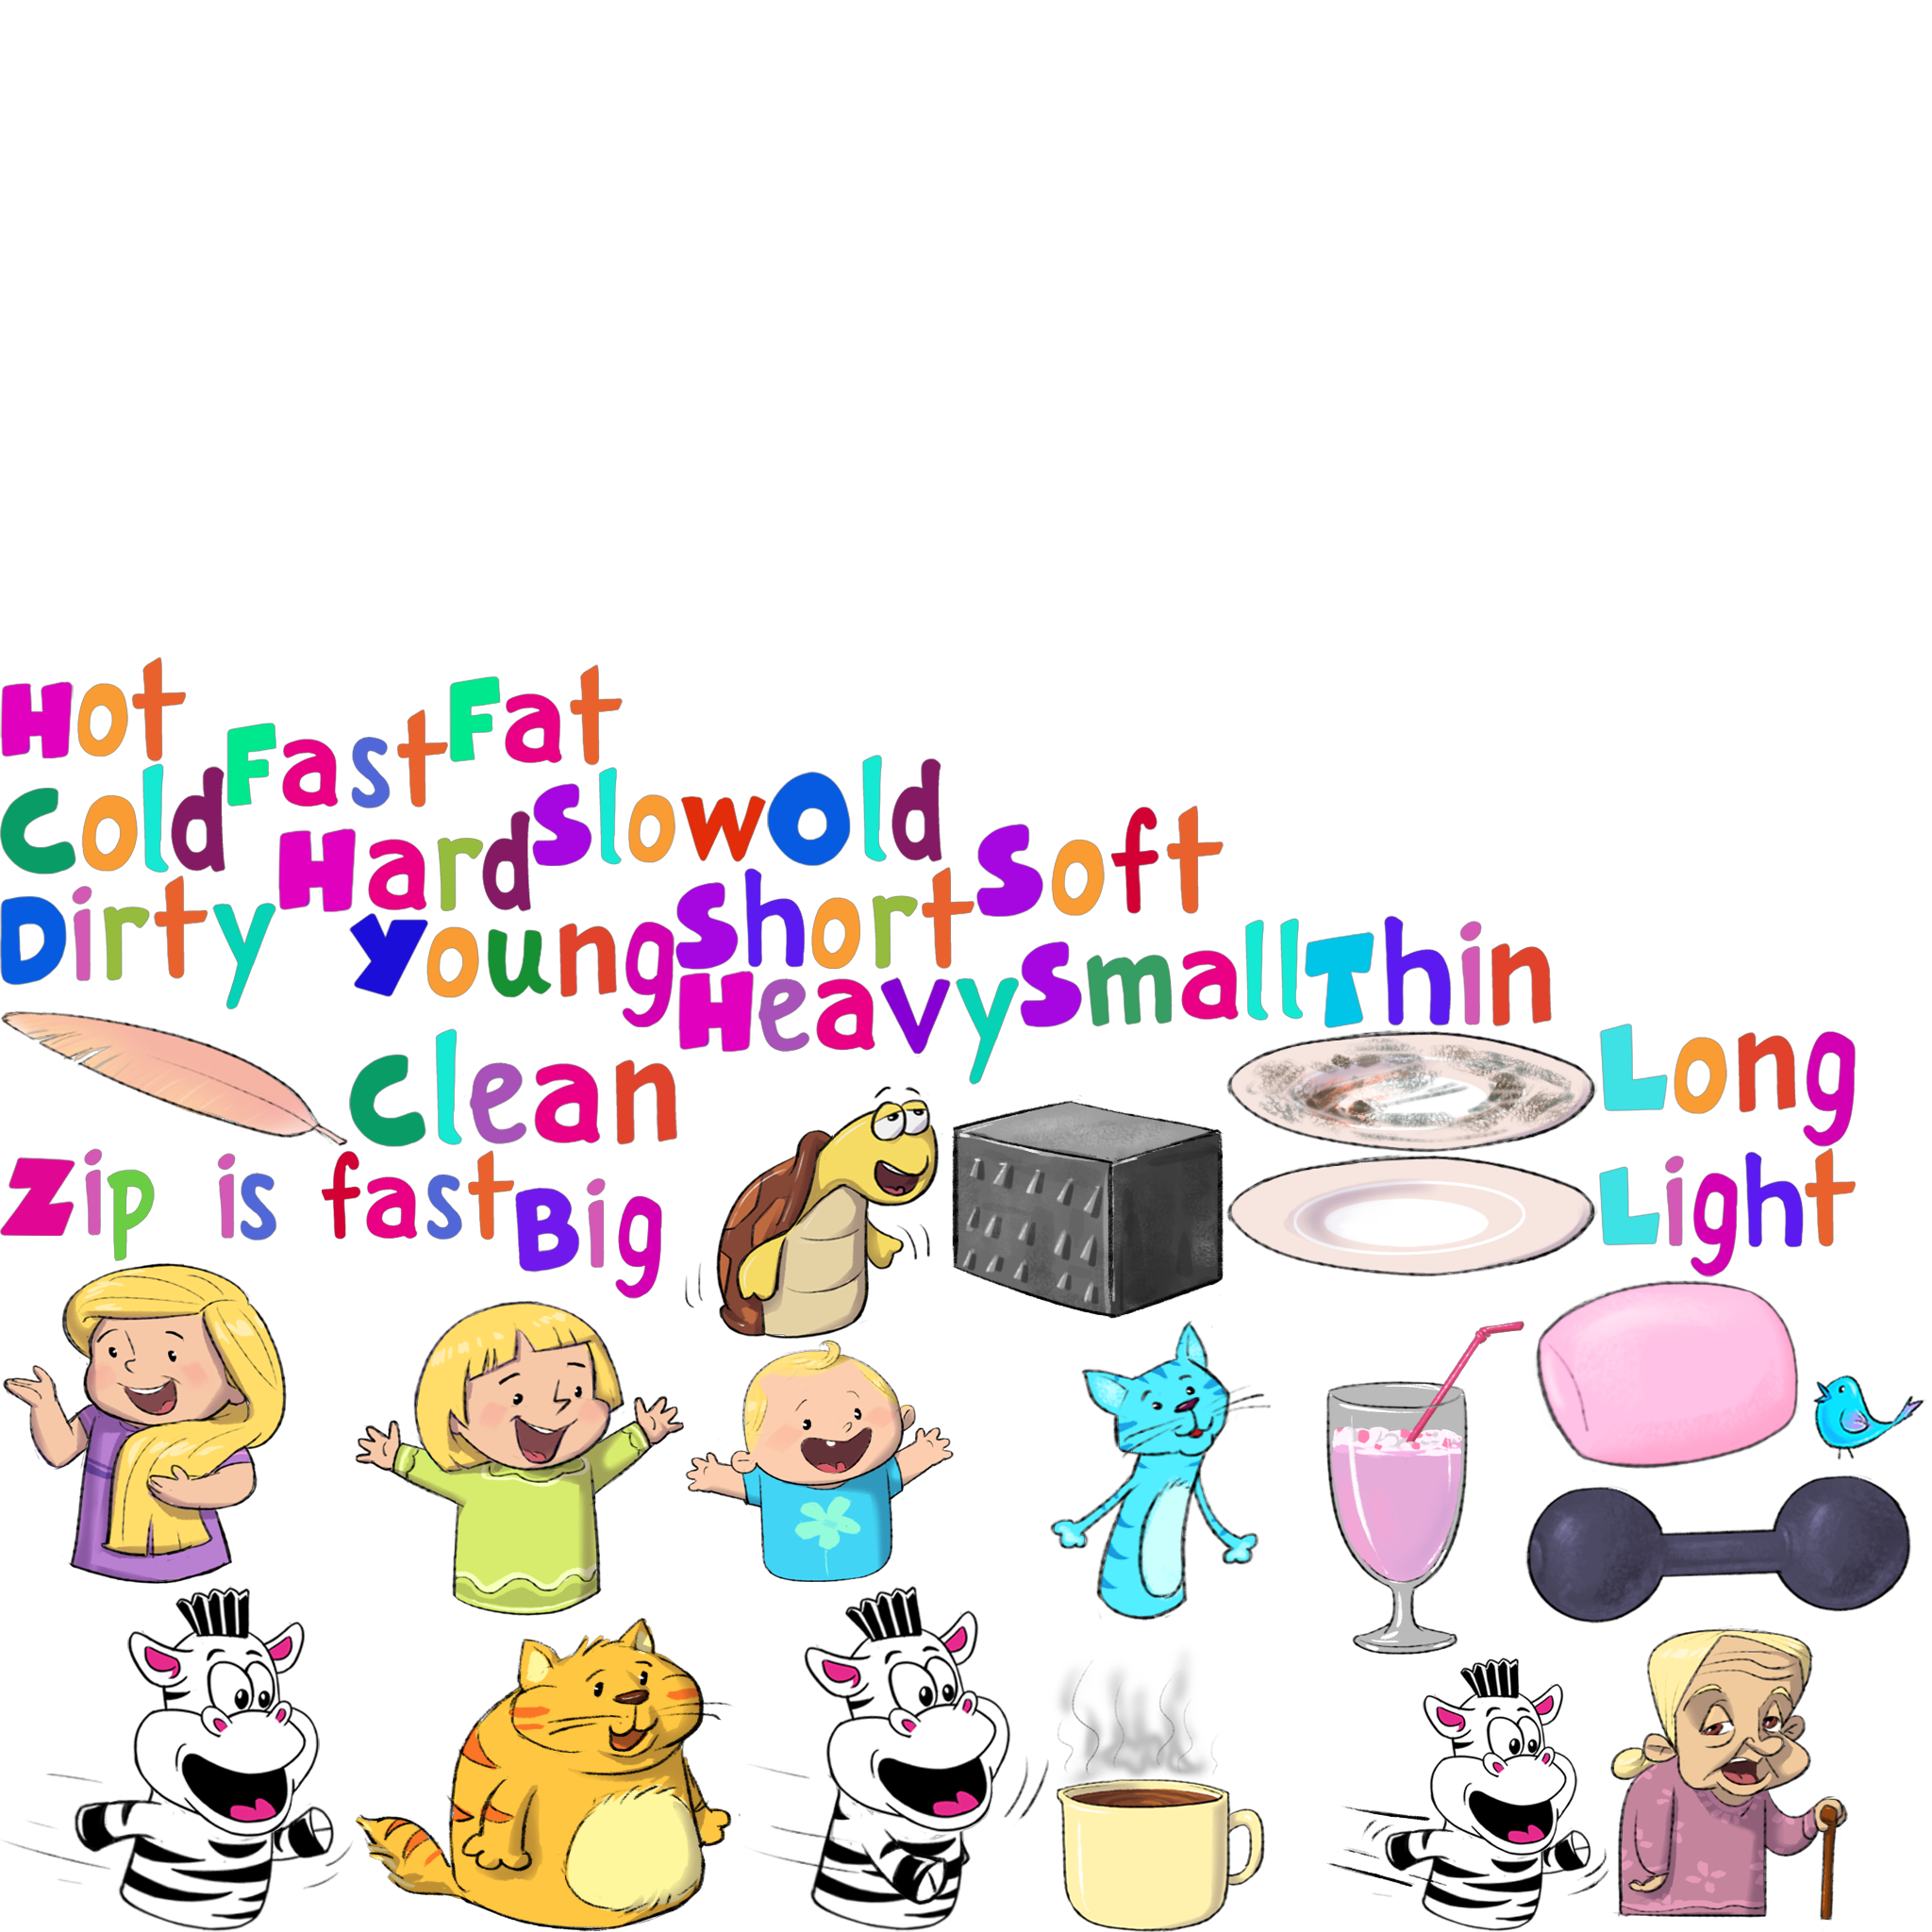 Hot
Fast
Fat
Cold
Hard
Slow
Old
Soft
Dirty
Young
Short
Heavy
Small
Thin
Clean
Long
Zip is fast
Big
Light